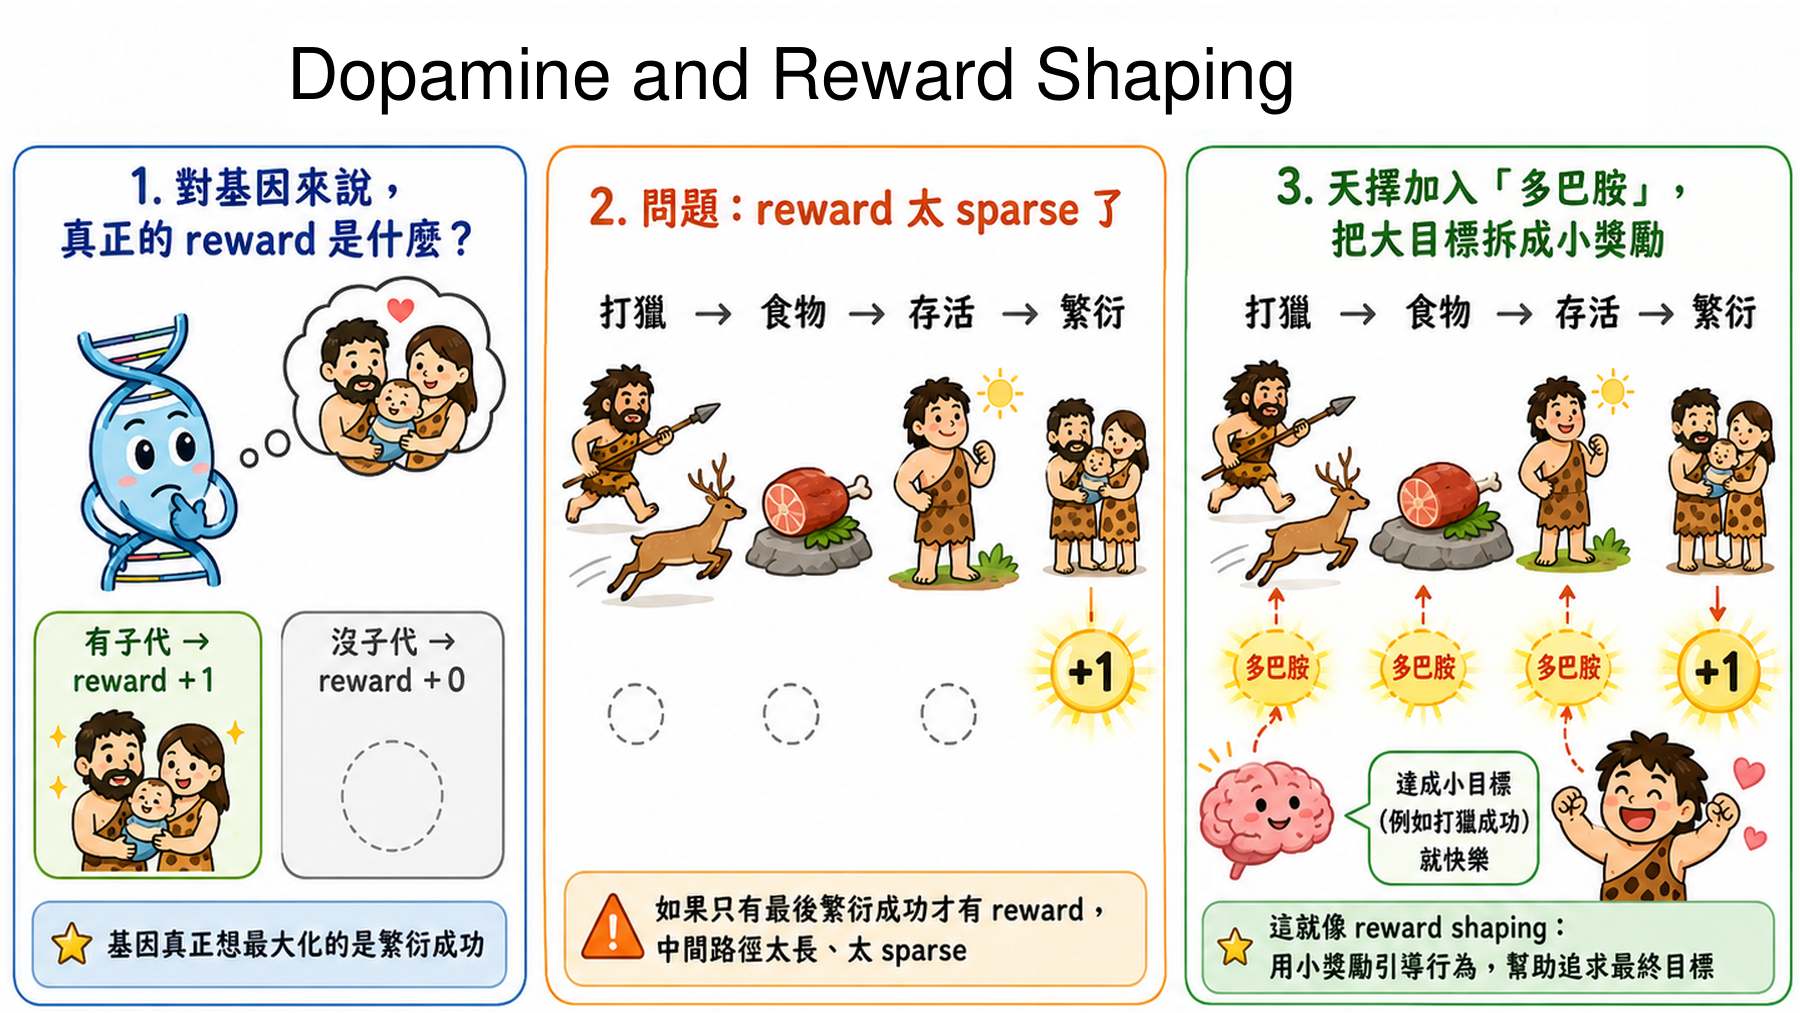 Dopamine and Reward Shaping
1. 對基因來說，
真正的 reward 是什麼？
有子代 →
reward +1
沒子代 →
reward +0
基因真正想最大化的是繁衍成功
2. 問題：reward 太 sparse 了
打獵 → 食物 → 存活 → 繁衍
+1
如果只有最後繁衍成功才有 reward，
中間路徑太長、太 sparse
3. 天擇加入「多巴胺」，
把大目標拆成小獎勵
打獵 → 食物 → 存活 → 繁衍
多巴胺 多巴胺 多巴胺 +1
達成小目標
(例如打獵成功)
就快樂
這就像 reward shaping：
用小獎勵引導行為，幫助追求最終目標